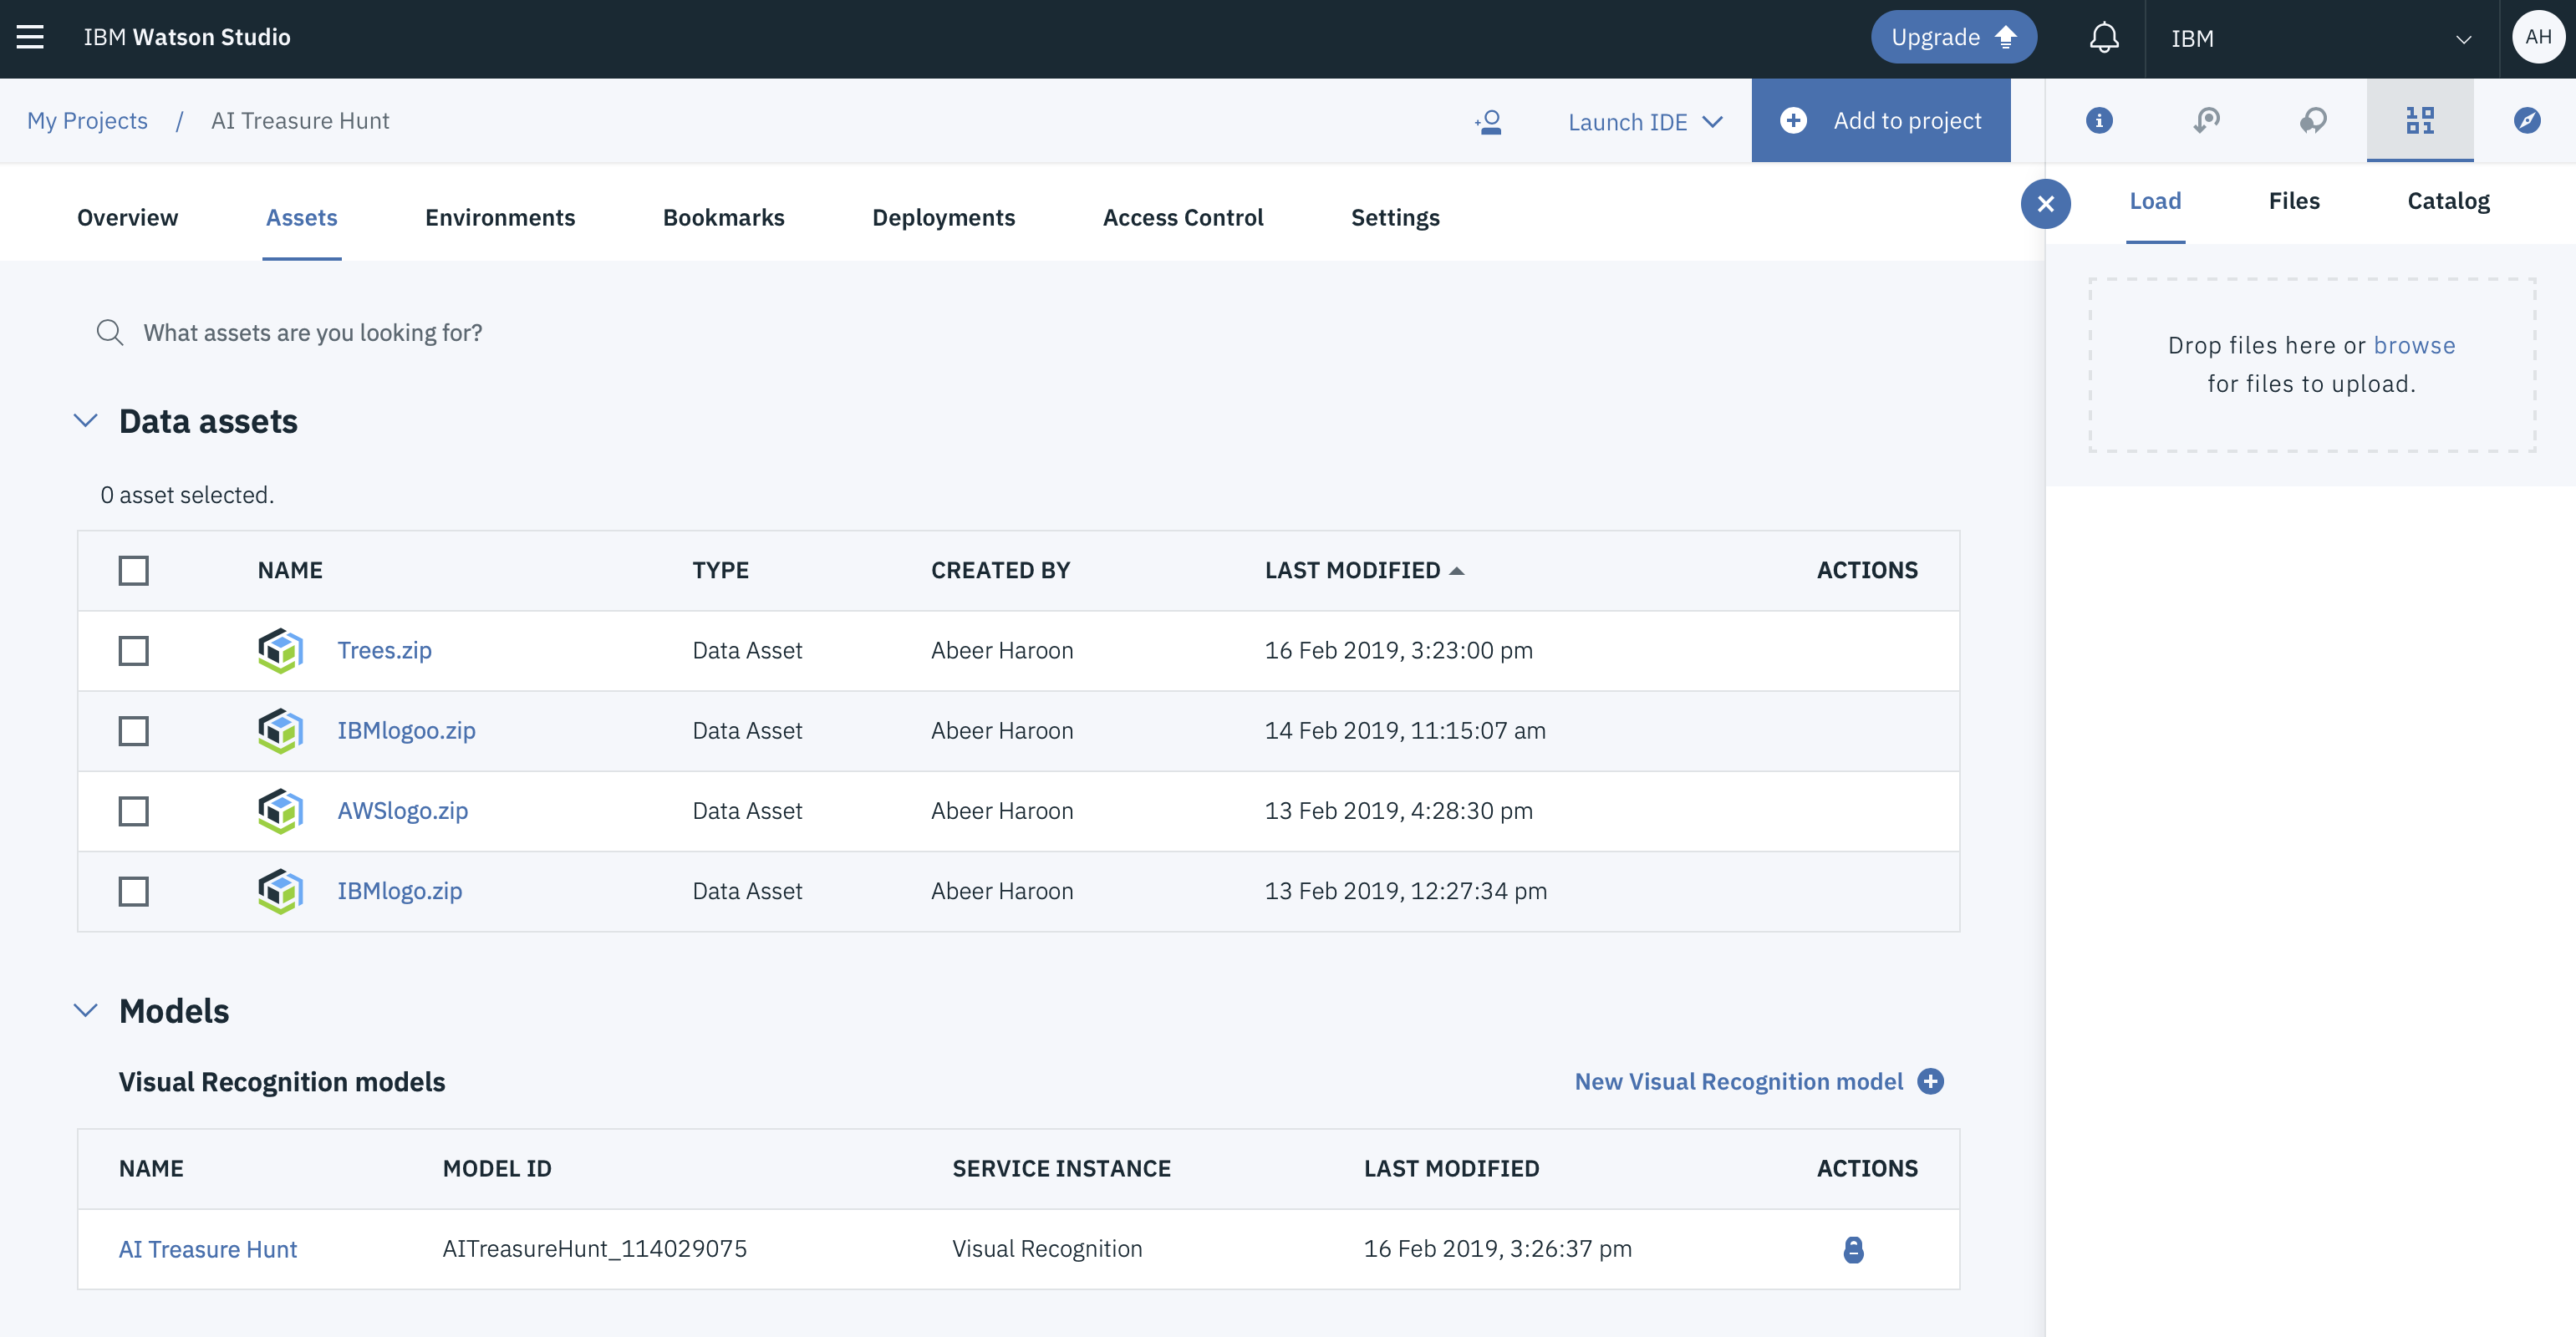 IBM Watson Studio
Upgrade
IBM
AH
My Projects / AI Treasure Hunt
Launch IDE
Add to project
Overview
Assets
Environments
Bookmarks
Deployments
Access Control
Settings
Load
Files
Catalog
Drop files here or browse
for files to upload.
What assets are you looking for?
Data assets
0 asset selected.
NAME TYPE CREATED BY LAST MODIFIED ACTIONS
Trees.zip Data Asset Abeer Haroon 16 Feb 2019, 3:23:00 pm
IBMlogoo.zip Data Asset Abeer Haroon 14 Feb 2019, 11:15:07 am
AWSlogo.zip Data Asset Abeer Haroon 13 Feb 2019, 4:28:30 pm
IBMlogo.zip Data Asset Abeer Haroon 13 Feb 2019, 12:27:34 pm
Models
Visual Recognition models
New Visual Recognition model
NAME MODEL ID SERVICE INSTANCE LAST MODIFIED ACTIONS
AI Treasure Hunt AITreasureHunt_114029075 Visual Recognition 16 Feb 2019, 3:26:37 pm